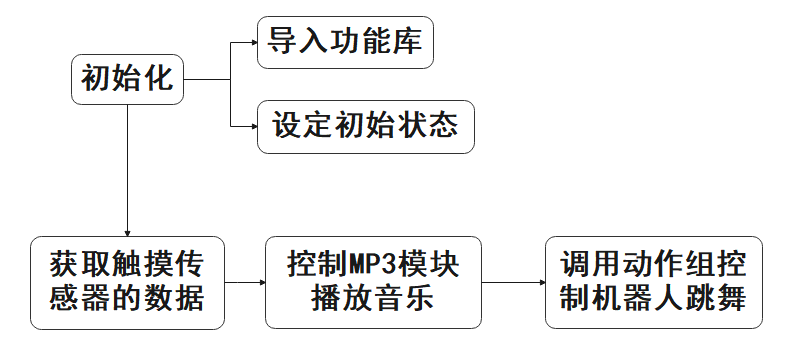 导入功能库
初始化
设定初始状态
获取触摸传
感器的数据
控制MP3模块
播放音乐
调用动作组控
制机器人跳舞